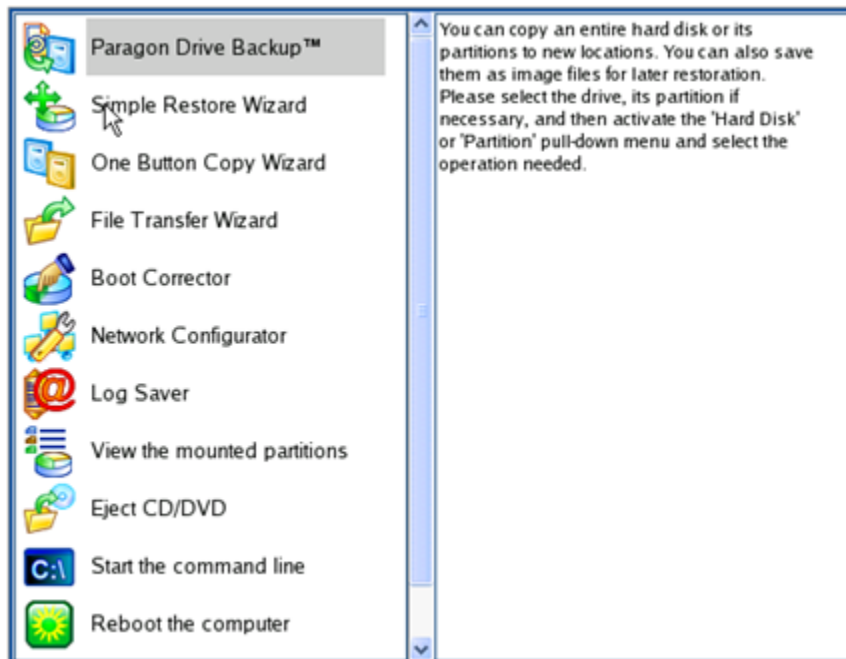 Paragon Drive Backup™
Simple Restore Wizard
One Button Copy Wizard
File Transfer Wizard
Boot Corrector
Network Configurator
Log Saver
View the mounted partitions
Eject CD/DVD
C:\
Start the command line
Reboot the computer
You can copy an entire hard disk or its
partitions to new locations. You can also save
them as image files for later restoration.
Please select the drive, its partition if
necessary, and then activate the 'Hard Disk'
or 'Partition' pull-down menu and select the
operation needed.